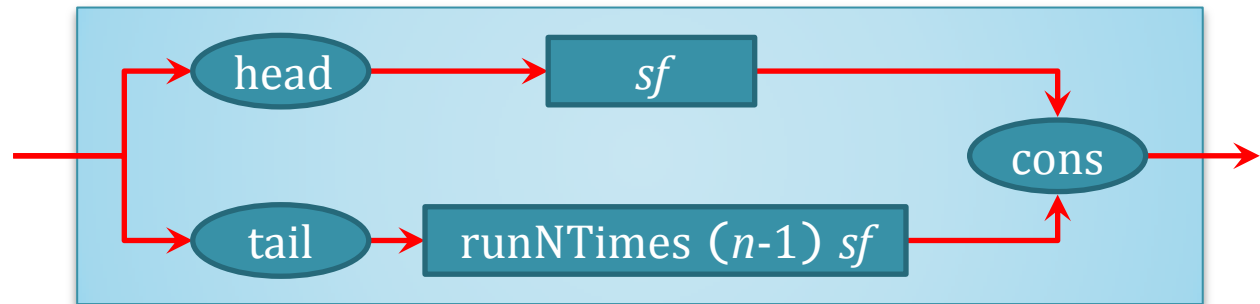 head
sf
cons
tail
runNTimes (n-1) sf